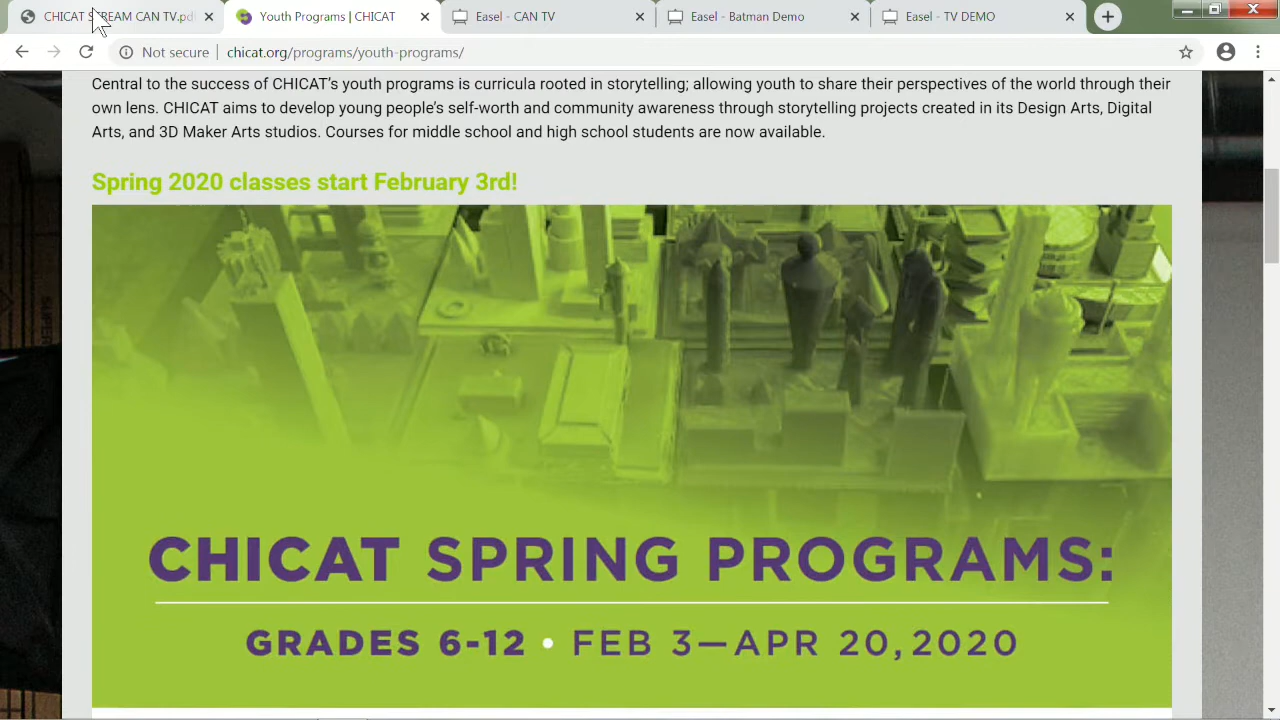 CHICAT STREAM CAN TV.pd
Youth Programs | CHICAT
Easel - CAN TV
Easel - Batman Demo
Easel - TV DEMO
Not secure | chicat.org/programs/youth-programs/
Central to the success of CHICAT's youth programs is curricula rooted in storytelling; allowing youth to share their perspectives of the world through their
own lens. CHICAT aims to develop young people's self-worth and community awareness through storytelling projects created in its Design Arts, Digital
Arts, and 3D Maker Arts studios. Courses for middle school and high school students are now available.
Spring 2020 classes start February 3rd!
CHICAT SPRING PROGRAMS:
GRADES 6-12 • FEB 3—APR 20,2020